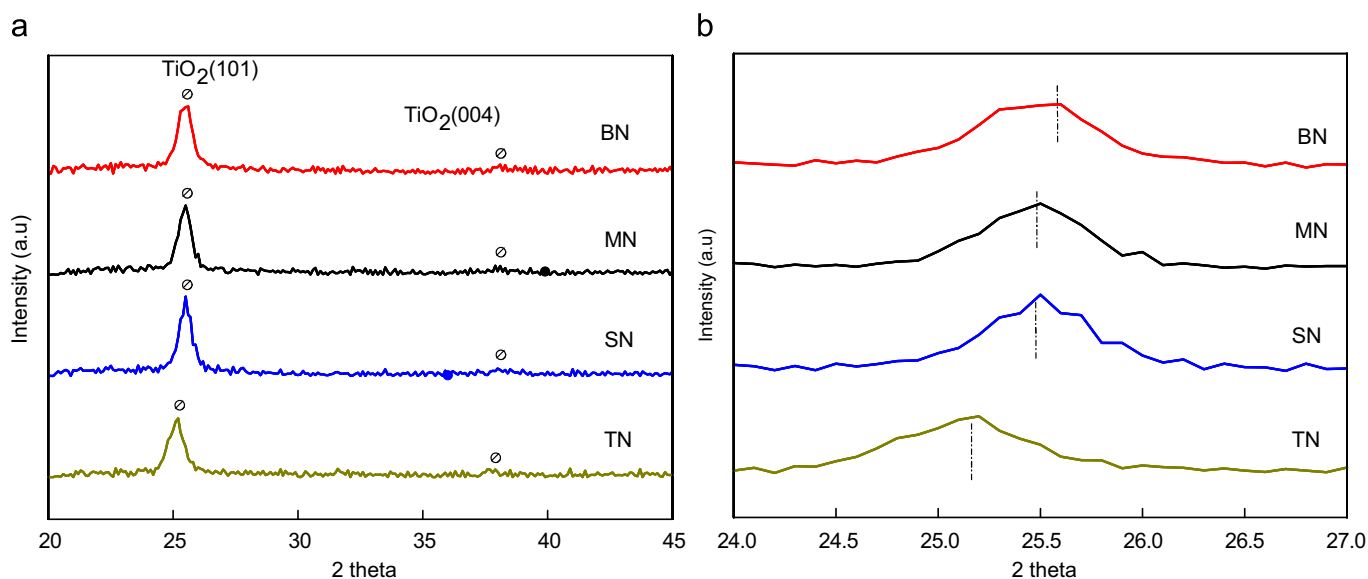 a
TiO2(101)
TiO2(004)
BN
MN
SN
TN
Intensity (a.u)
20 25 30 35 40 45
2 theta
b
BN
MN
SN
TN
Intensity (a.u)
24.0 24.5 25.0 25.5 26.0 26.5 27.0
2 theta